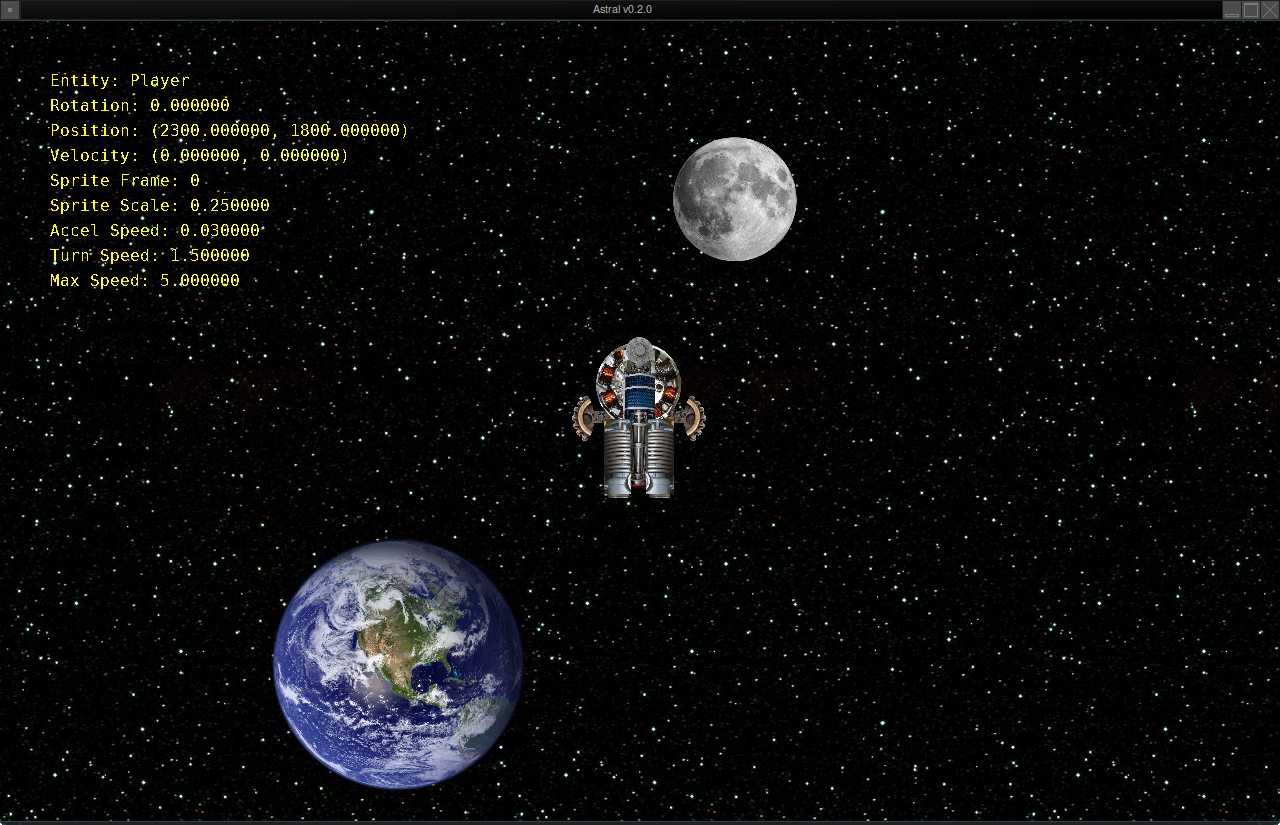 Astral v0.2.0
Entity: Player
Rotation: 0.000000
Position: (2300.000000, 1800.000000)
Velocity: (0.000000, 0.000000)
Sprite Frame: 0
Sprite Scale: 0.250000
Accel Speed: 0.030000
Turn Speed: 1.500000
Max Speed: 5.000000